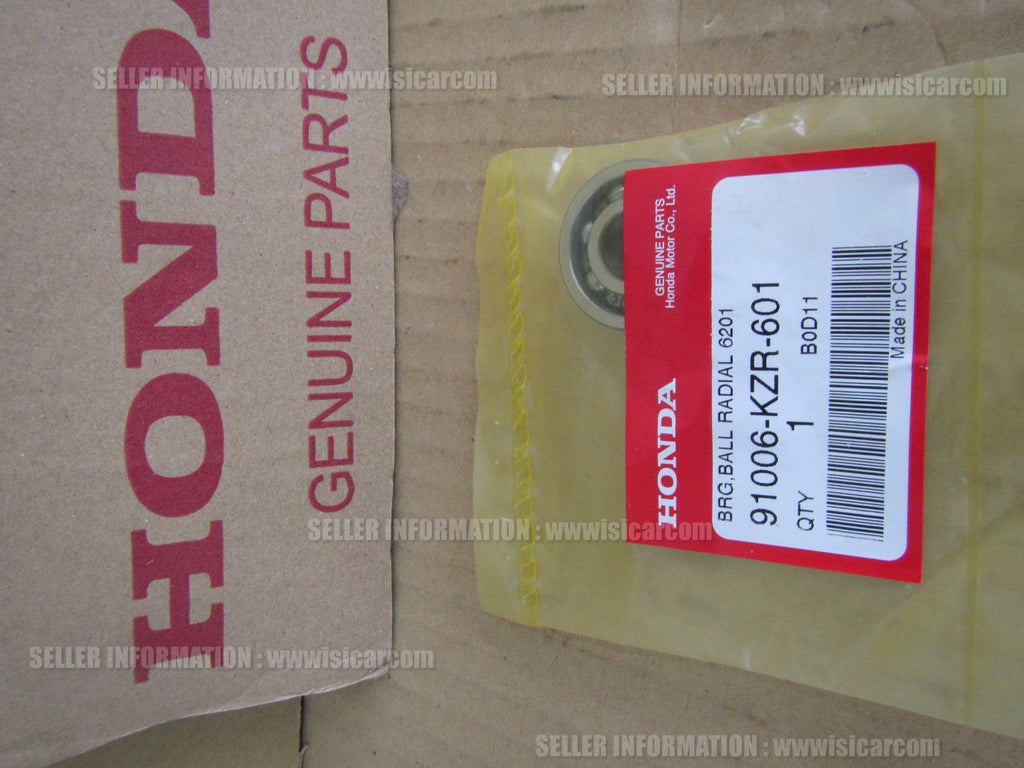 HONDA
GENUINE PARTS
HONDA
GENUINE PARTS
Honda Motor Co., Ltd.
BRG,BALL RADIAL 6201
91006-KZR-601
QTY 1 B0D11
Made in CHINA
SELLER INFORMATION : www.isicar.com
SELLER INFORMATION : www.isicar.com
SELLER INFORMATION : www.isicar.com
SELLER INFORMATION : www.isicar.com
SELLER INFORMATION : www.isicar.com